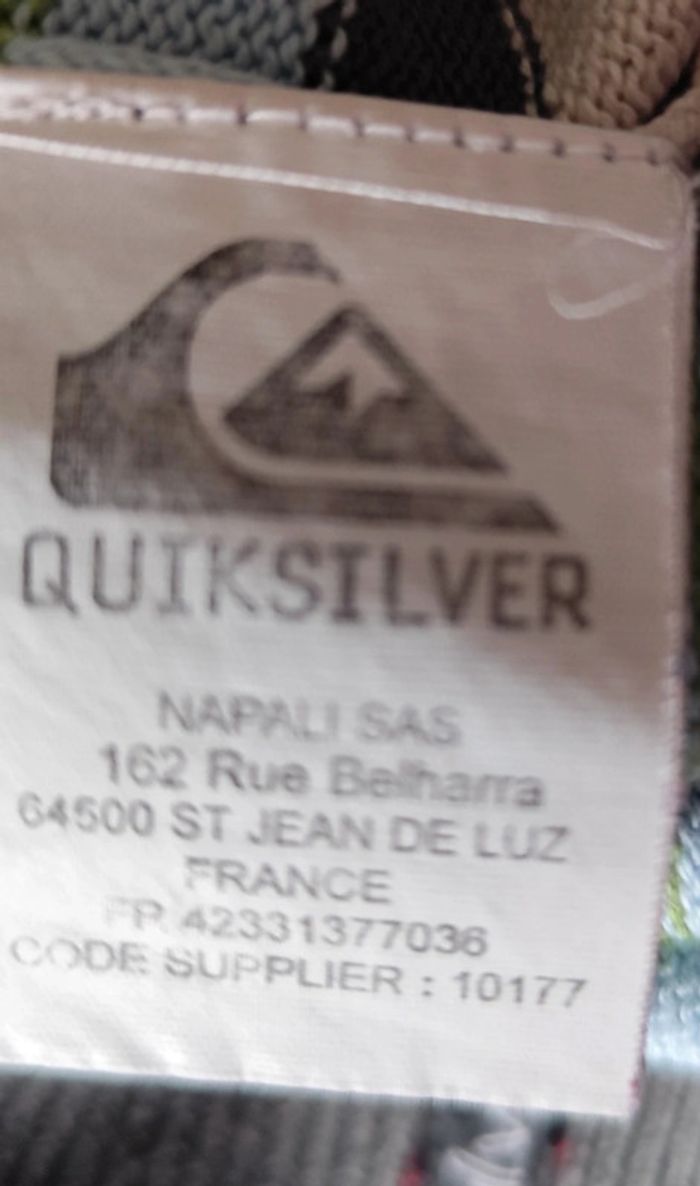 QUIKSILVER
NAPALI SAS
162 Rue Belharra
64500 ST JEAN DE LUZ
FRANCE
FR 42331377036
CODE SUPPLIER : 10177